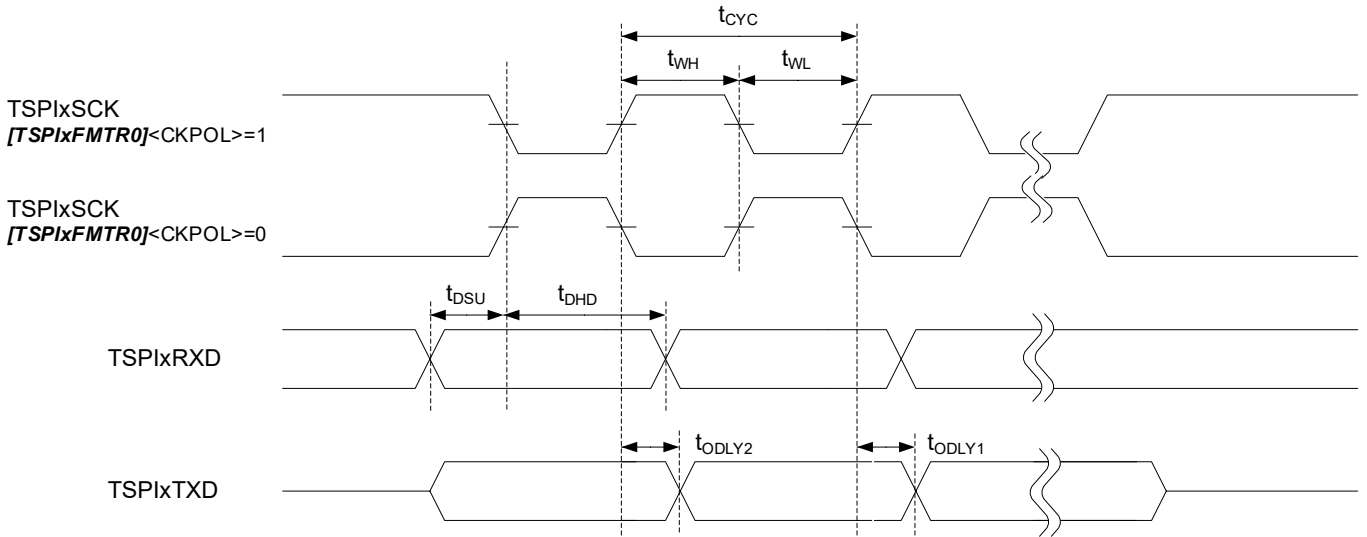 tCYC
tWH tWL
TSPIxSCK
[TSPIxFMTR0]<CKPOL>=1
TSPIxSCK
[TSPIxFMTR0]<CKPOL>=0
tDSU tDHD
TSPIxRXD
tODLY2 tODLY1
TSPIxTXD